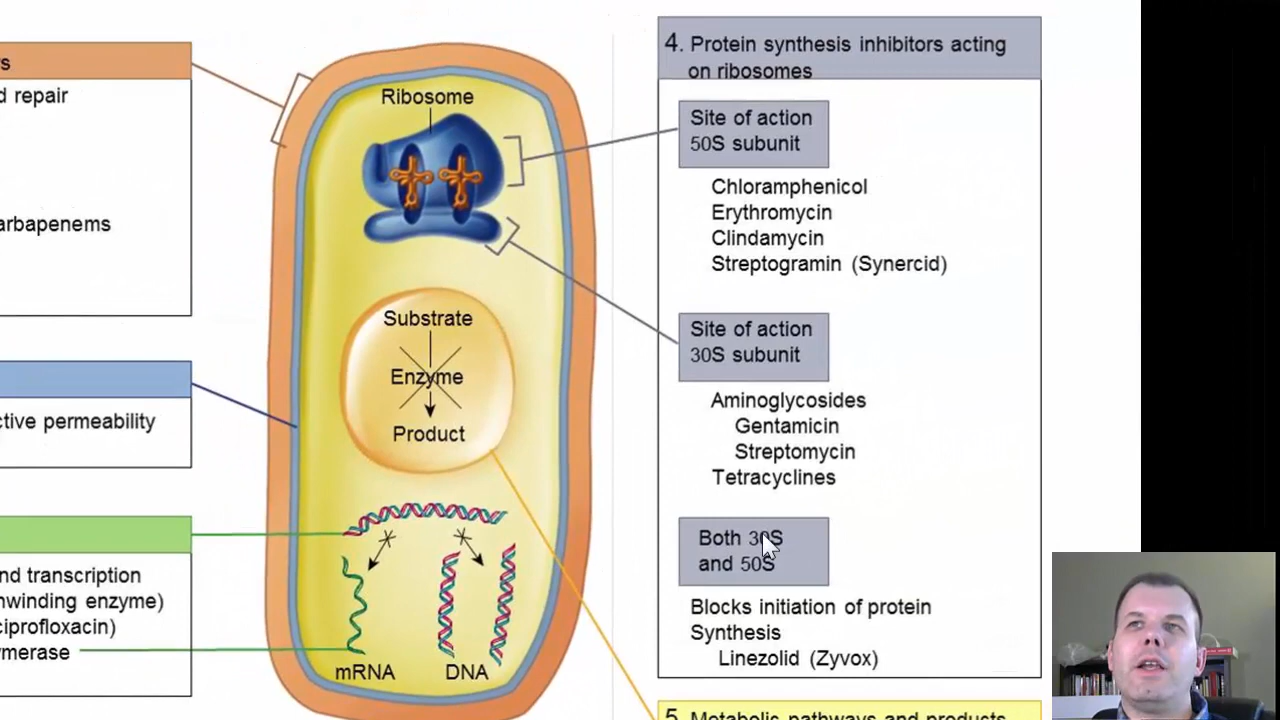 s
d repair
arbapenems
ctive permeability
nd transcription
nwinding enzyme)
ciprofloxacin)
merase
Ribosome
Substrate
Enzyme
Product
mRNA
DNA
4. Protein synthesis inhibitors acting
on ribosomes
Site of action
50S subunit
Chloramphenicol
Erythromycin
Clindamycin
Streptogramin (Synercid)
Site of action
30S subunit
Aminoglycosides
Gentamicin
Streptomycin
Tetracyclines
Both 30S
and 50S
Blocks initiation of protein
Synthesis
Linezolid (Zyvox)
5. Metabolic pathways and products